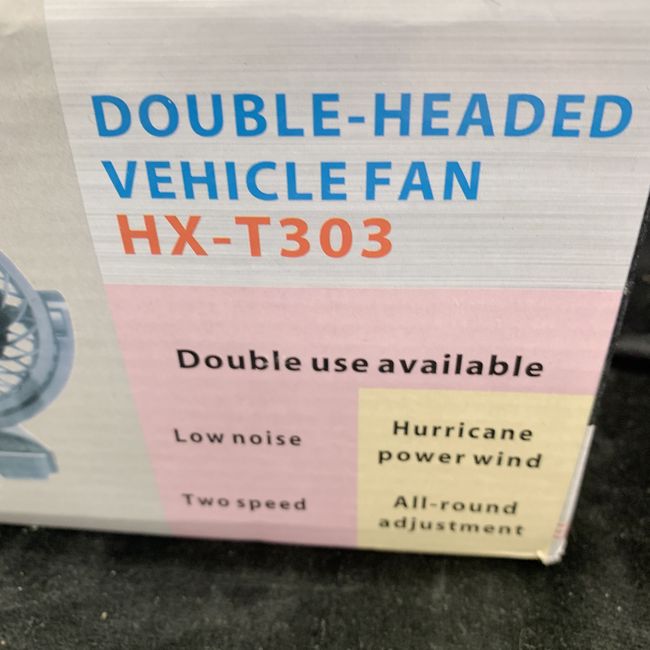 DOUBLE-HEADED
VEHICLE FAN
HX-T303
Double use available
Low noise
Hurricane
power wind
Two speed
All-round
adjustment